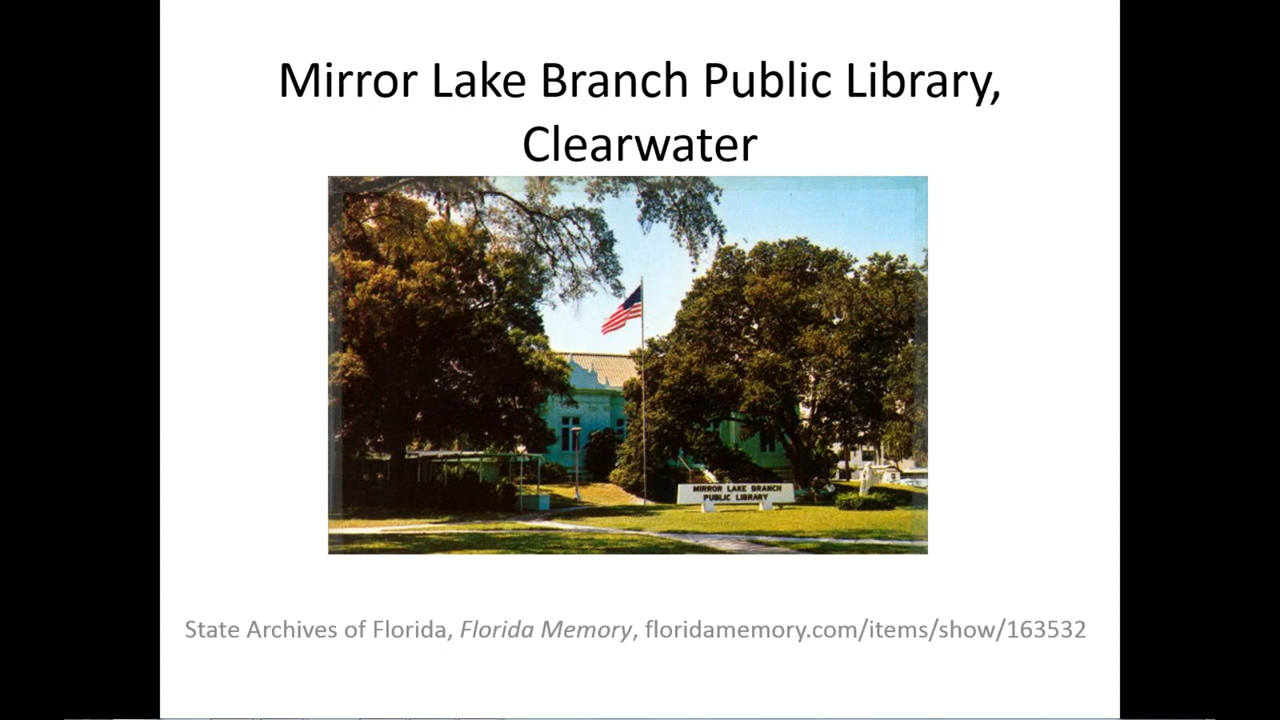 Mirror Lake Branch Public Library,
Clearwater
MIRROR LAKE BRANCH
PUBLIC LIBRARY
State Archives of Florida, Florida Memory, floridamemory.com/items/show/163532